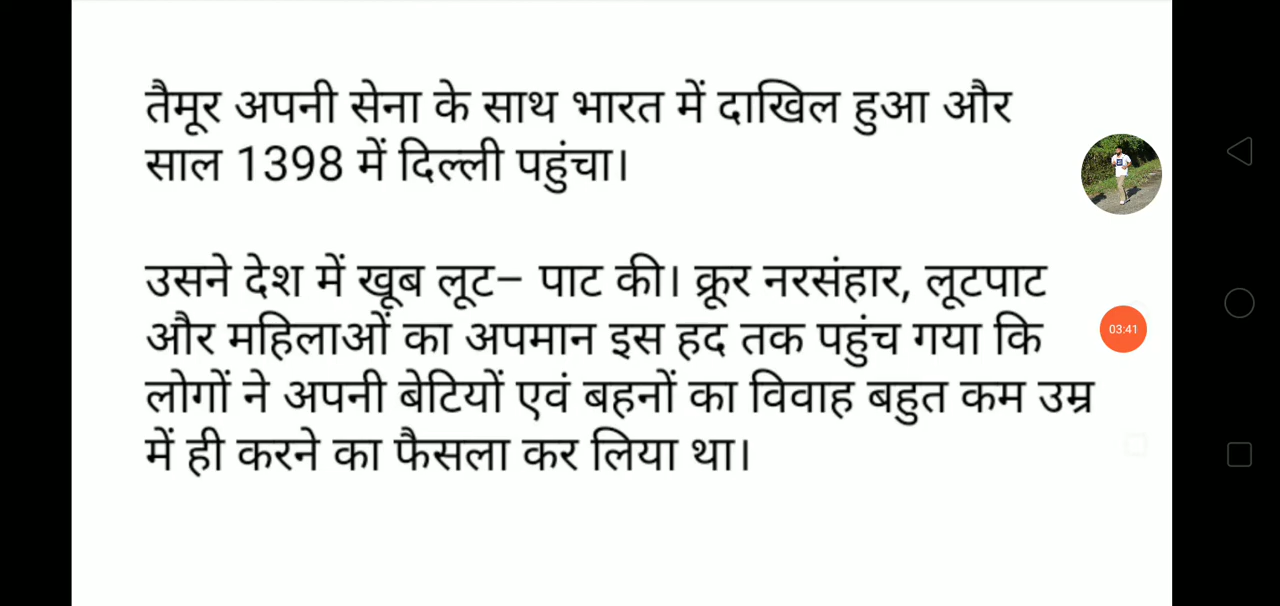 तैमूर अपनी सेना के साथ भारत में दाखिल हुआ और
साल 1398 में दिल्ली पहुंचा।
उसने देश में खूब लूट– पाट की। क्रूर नरसंहार, लूटपाट
और महिलाओं का अपमान इस हद तक पहुंच गया कि
लोगों ने अपनी बेटियों एवं बहनों का विवाह बहुत कम उम्र
में ही करने का फैसला कर लिया था।
03:41